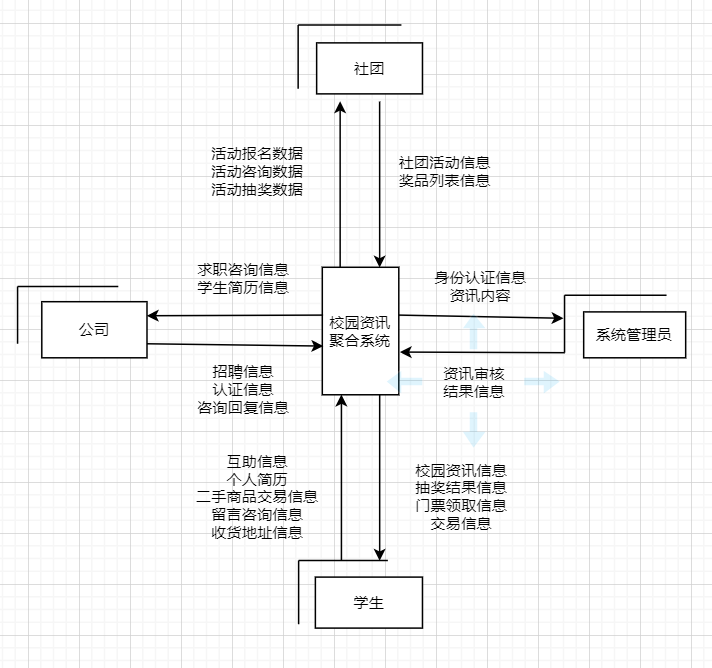 社团
活动报名数据
活动咨询数据
活动抽奖数据
社团活动信息
奖品列表信息
求职咨询信息
学生简历信息
身份认证信息
资讯内容
公司
校园资讯
聚合系统
系统管理员
招聘信息
认证信息
咨询回复信息
资讯审核
结果信息
互助信息
个人简历
二手商品交易信息
留言咨询信息
收货地址信息
校园资讯信息
抽奖结果信息
门票领取信息
交易信息
学生